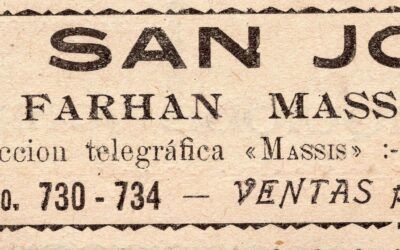 SAN JO
FARHAN MASS
ccion telegráfica «MASSIS» :-
o. 730 - 734 — VENTAS p